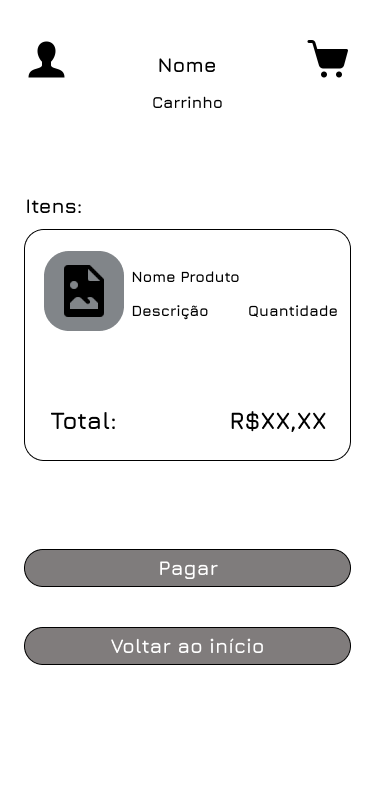 Nome
Carrinho
Itens:
Nome Produto
Descrição Quantidade
Total: R$XX,XX
Pagar
Voltar ao início